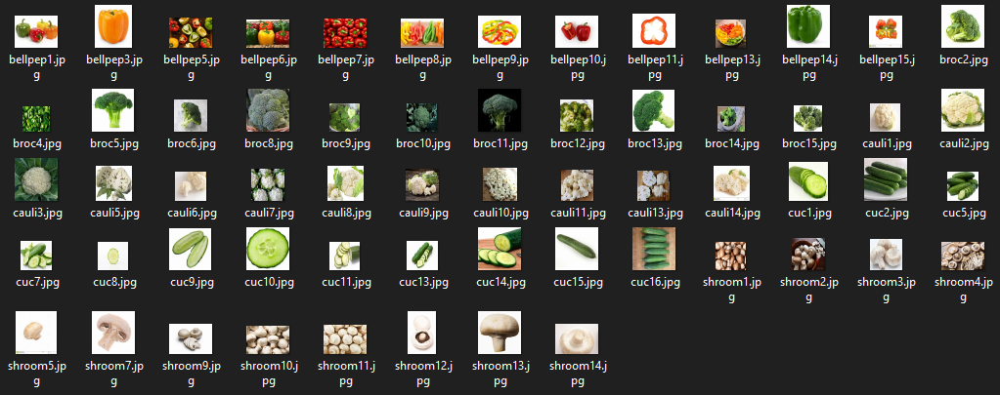 bellpep1.jp bellpep3.jp bellpep5.jp bellpep6.jp bellpep7.jp bellpep8.jp bellpep9.jp bellpep10.j bellpep11.j bellpep13.j bellpep14.j bellpep15.j broc2.jpg
g g g g g g g pg pg pg pg pg
broc4.jpg broc5.jpg broc6.jpg broc8.jpg broc9.jpg broc10.jpg broc11.jpg broc12.jpg broc13.jpg broc14.jpg broc15.jpg cauli1.jpg cauli2.jpg
cauli3.jpg cauli5.jpg cauli6.jpg cauli7.jpg cauli8.jpg cauli9.jpg cauli10.jpg cauli11.jpg cauli13.jpg cauli14.jpg cuc1.jpg cuc2.jpg cuc5.jpg
cuc7.jpg cuc8.jpg cuc9.jpg cuc10.jpg cuc11.jpg cuc13.jpg cuc14.jpg cuc15.jpg cuc16.jpg shroom1.jp shroom2.jp shroom3.jp shroom4.jp
g g g g
shroom5.jp shroom7.jp shroom9.jp shroom10.j shroom11.j shroom12.j shroom13.j shroom14.j
g g g pg pg pg pg pg